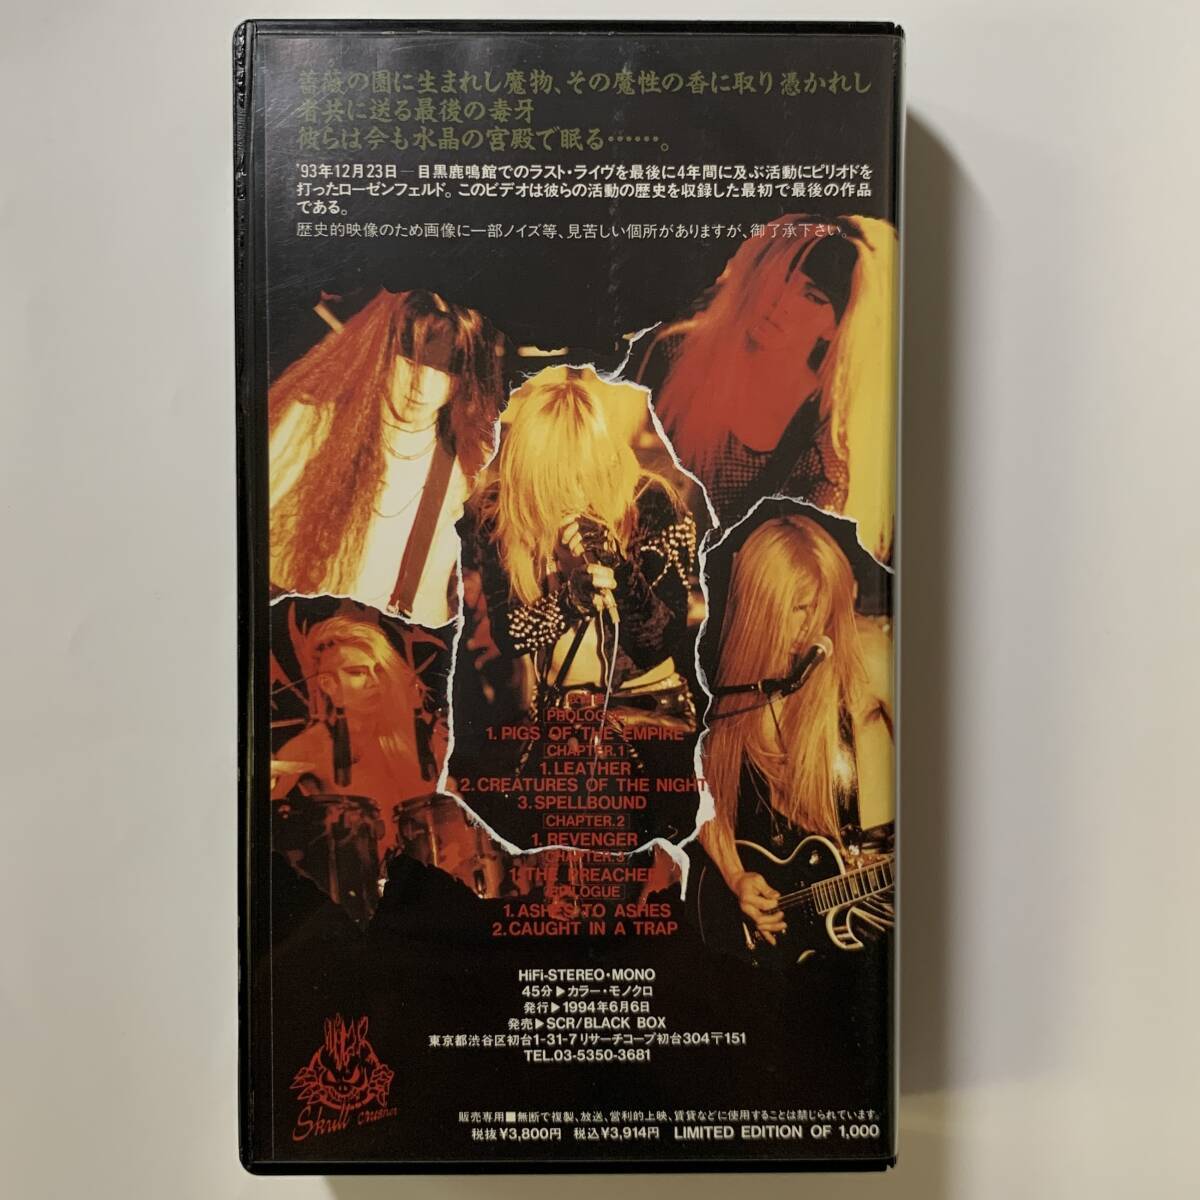 薔薇の園に生まれし魔物、その魔性の香に取り憑かれし
者共に送る最後の毒牙
彼らは今も水晶の宮殿で眠る……。
'93年12月23日—目黒鹿鳴館でのラスト・ライヴを最後に4年間に及ぶ活動にピリオドを
打ったローゼンフェルド。このビデオは彼らの活動の歴史を収録した最初で最後の作品
である。
歴史的映像のため画像に一部ノイズ等、見苦しい個所がありますが、御了承下さい。
PROLOGUE
1. PIGS OF THE EMPIRE
CHAPTER.1
1. LEATHER
2. CREATURES OF THE NIGHT
3. SPELLBOUND
CHAPTER.2
1. REVENGER
CHAPTER.3
1. THE PREACHER
EPILOGUE
1. ASHES TO ASHES
2. CAUGHT IN A TRAP
HiFi-STEREO・MONO
45分▶カラー・モノクロ
発行▶1994年6月6日
発売▶SCR/BLACK BOX
東京都渋谷区初台1-31-7リサーチコープ初台304〒151
TEL.03-5350-3681
Skull crusher
販売専用■無断で複製、放送、営利的上映、賃貸などに使用することは禁じられています。
税抜¥3,800円 税込¥3,914円 LIMITED EDITION OF 1,000